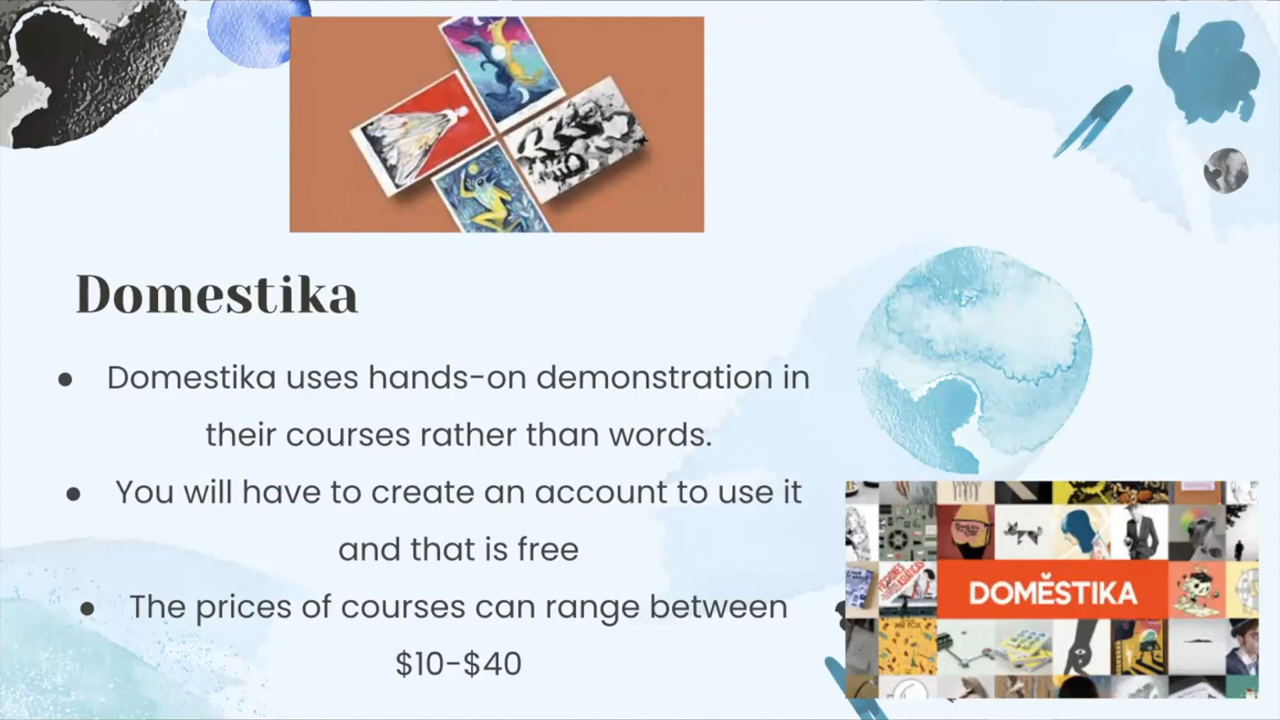 Domestika
● Domestika uses hands-on demonstration in
their courses rather than words.
● You will have to create an account to use it
and that is free
● The prices of courses can range between
$10-$40
DOMĔSTIKA